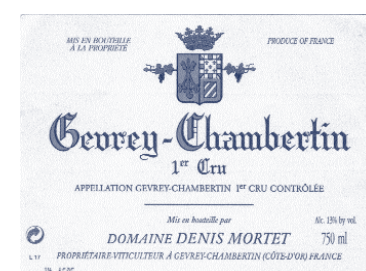 MIS EN BOUTEILLE
À LA PROPRIÉTÉ
PRODUCE OF FRANCE
Gevrey-Chambertin
1er Cru
APPELLATION GEVREY-CHAMBERTIN 1er CRU CONTRÔLÉE
Mis en bouteille par
Alc. 13% by vol.
DOMAINE DENIS MORTET
750 ml
PROPRIÉTAIRE-VITICULTEUR À GEVREY-CHAMBERTIN (CÔTE-D'OR) FRANCE